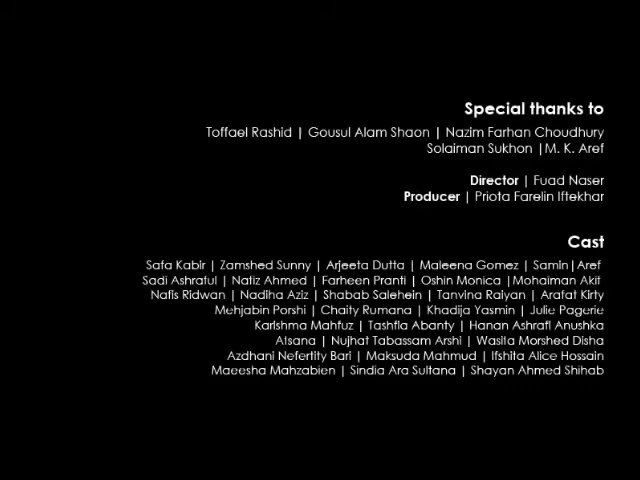 Special thanks to
Toffael Rashid | Gousul Alam Shaon | Nazim Farhan Choudhury
Solaiman Sukhon |M. K. Aref
Director | Fuad Naser
Producer | Priota Farelin Iftekhar
Cast
Safa Kabir | Zamshed Sunny | Arjeeta Dutta | Maleena Gomez | Samin|Aref
Sadi Ashraful | Nafiz Ahmed | Farheen Pranti | Oshin Monica |Mohaiman Akit
Nafis Ridwan | Nadiha Aziz | Shabab Salehein | Tanvina Raiyan | Arafat Kirty
Mehjabin Porshi | Chaity Rumana | Khadija Yasmin | Julie Pagerie
Karishma Mahfuz | Tashfia Abanty | Hanan Ashrafi Anushka
Afsana | Nujhat Tabassam Arshi | Wasifa Morshed Disha
Azdhani Nefertity Bari | Maksuda Mahmud | Ifshita Alice Hossain
Maeesha Mahzabien | Sindia Ara Sultana | Shayan Ahmed Shihab